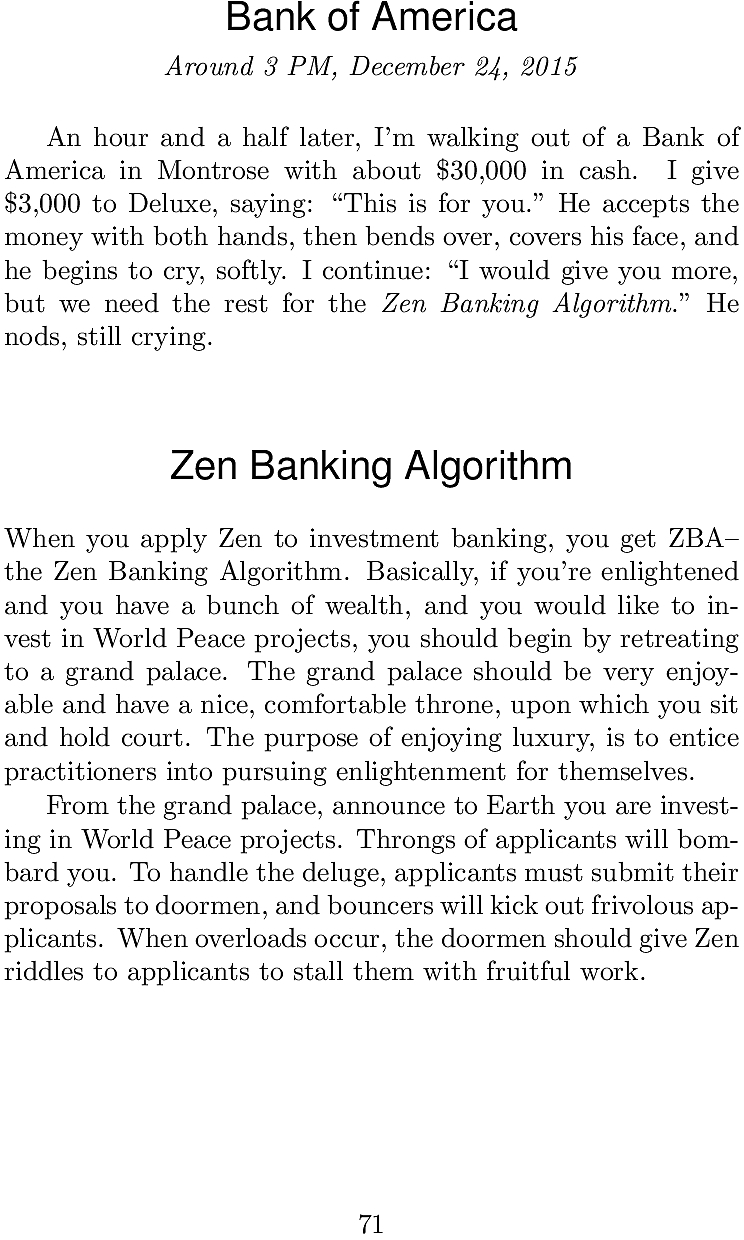 Bank of America
Around 3 PM, December 24, 2015
An hour and a half later, I'm walking out of a Bank of
America in Montrose with about $30,000 in cash. I give
$3,000 to Deluxe, saying: “This is for you.” He accepts the
money with both hands, then bends over, covers his face, and
he begins to cry, softly. I continue: “I would give you more,
but we need the rest for the Zen Banking Algorithm.” He
nods, still crying.
Zen Banking Algorithm
When you apply Zen to investment banking, you get ZBA–
the Zen Banking Algorithm. Basically, if you're enlightened
and you have a bunch of wealth, and you would like to in-
vest in World Peace projects, you should begin by retreating
to a grand palace. The grand palace should be very enjoy-
able and have a nice, comfortable throne, upon which you sit
and hold court. The purpose of enjoying luxury, is to entice
practitioners into pursuing enlightenment for themselves.
From the grand palace, announce to Earth you are invest-
ing in World Peace projects. Throngs of applicants will bom-
bard you. To handle the deluge, applicants must submit their
proposals to doormen, and bouncers will kick out frivolous ap-
plicants. When overloads occur, the doormen should give Zen
riddles to applicants to stall them with fruitful work.
71